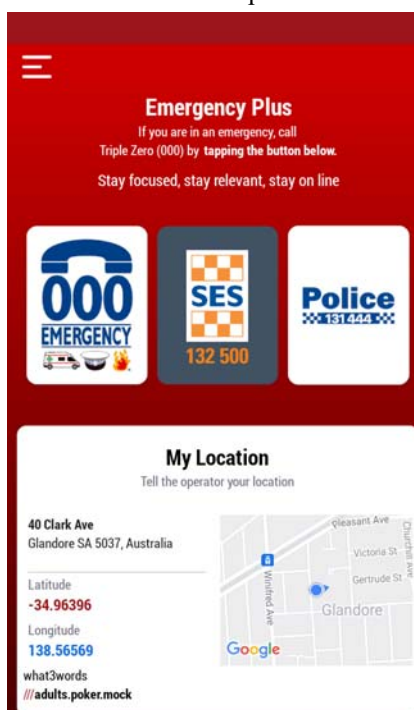 Emergency Plus
If you are in an emergency, call
Triple Zero (000) by tapping the button below.
Stay focused, stay relevant, stay on line
000
EMERGENCY
SES
132 500
Police
131 444
My Location
Tell the operator your location
40 Clark Ave
Glandore SA 5037, Australia
Latitude
-34.96396
Longitude
138.56569
what3words
///adults.poker.mock
pleasant Ave
Churchill Ave
Victoria St
Gertrude St
Winifred Ave
Glandore
Google